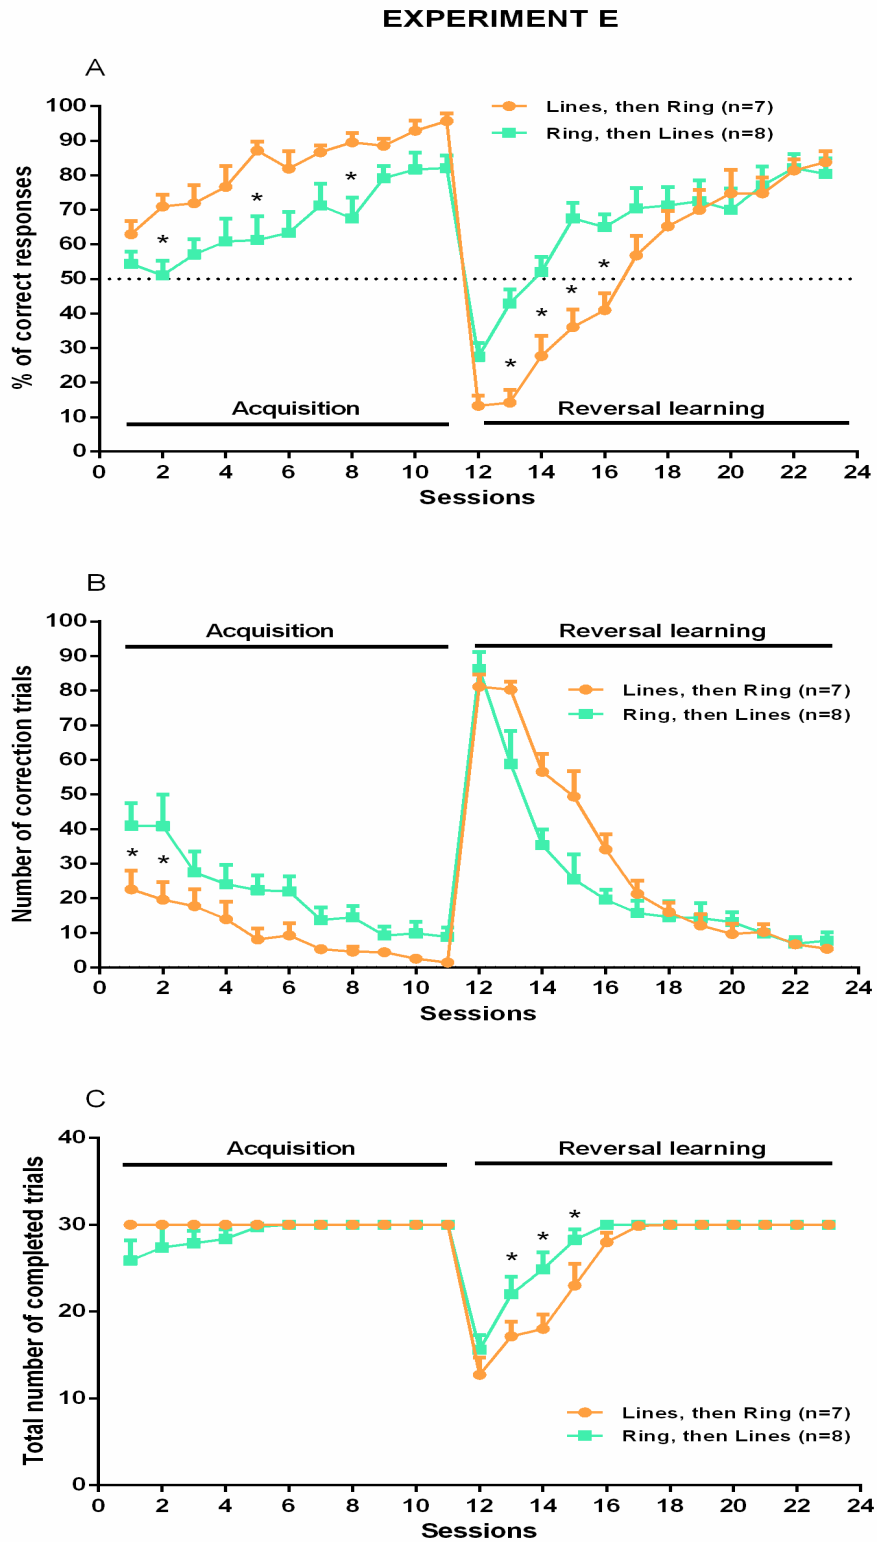 EXPERIMENT E
A
Lines, then Ring (n=7)
Ring, then Lines (n=8)
100
90
80
70
60
50
40
30
20
10
0
% of correct responses
* * * * * * * *
Acquisition
Reversal learning
0 2 4 6 8 10 12 14 16 18 20 22 24
Sessions
B
100
90
80
70
60
50
40
30
20
10
0
Number of correction trials
Acquisition
Reversal learning
Lines, then Ring (n=7)
Ring, then Lines (n=8)
* *
0 2 4 6 8 10 12 14 16 18 20 22 24
Sessions
C
40
30
20
10
0
Total number of completed trials
Acquisition
Reversal learning
* * *
Lines, then Ring (n=7)
Ring, then Lines (n=8)
0 2 4 6 8 10 12 14 16 18 20 22 24
Sessions